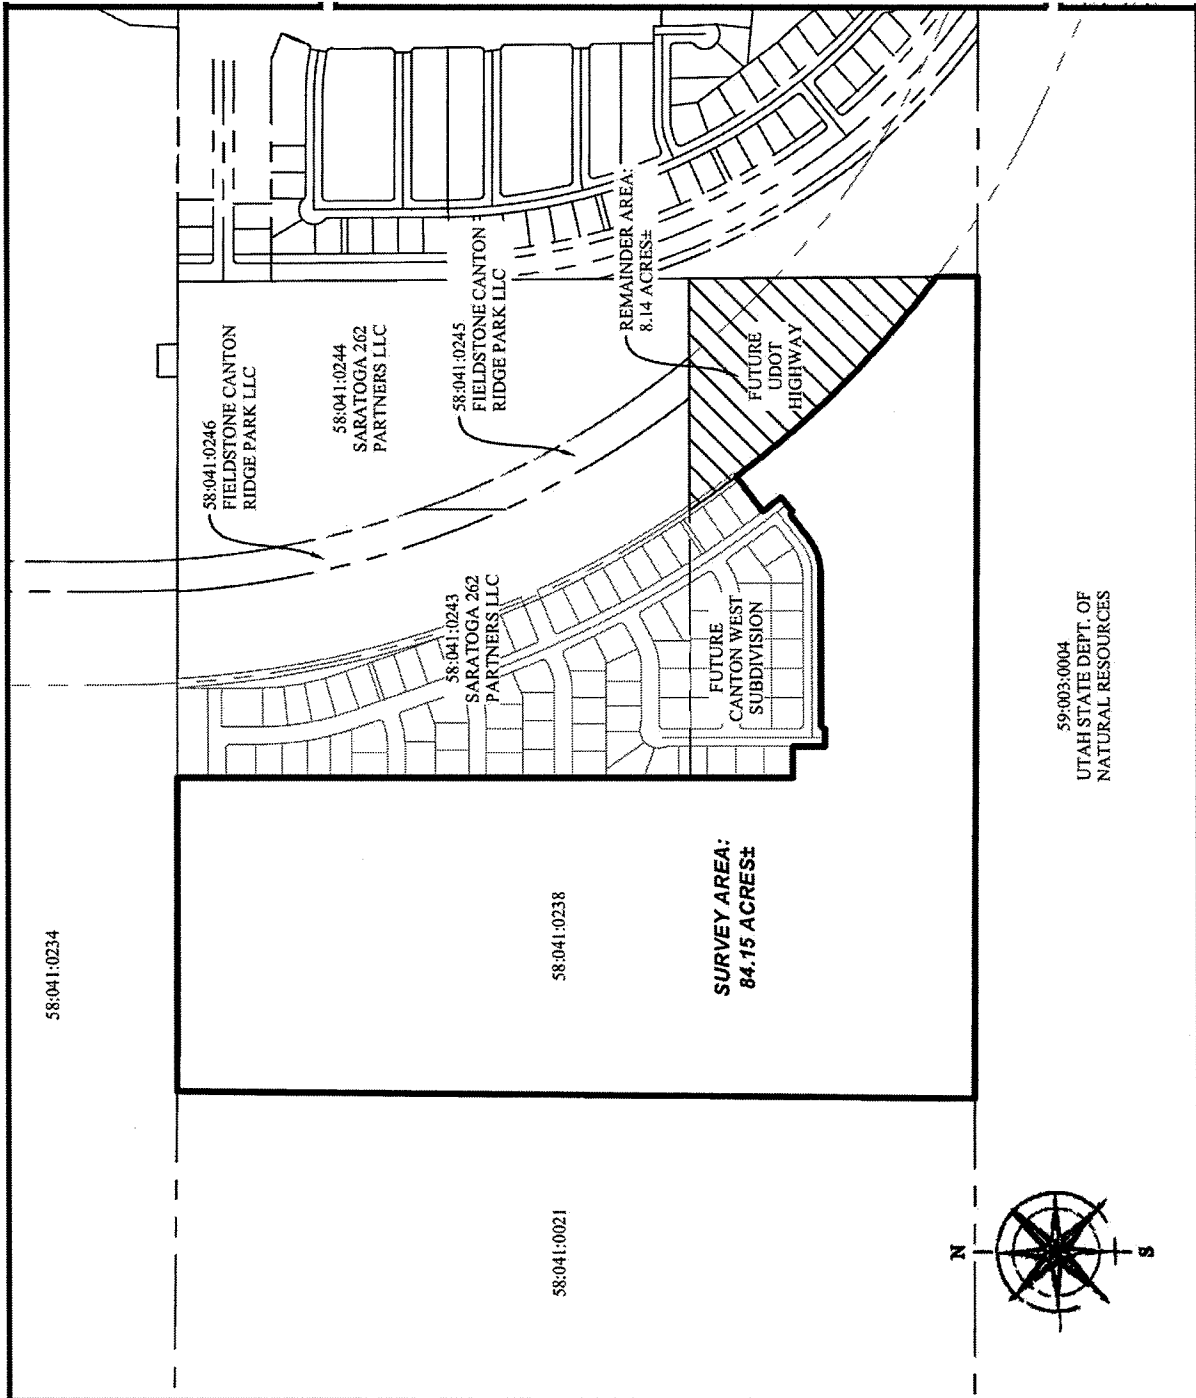 58:041:0234
58:041:0246
FIELDSTONE CANTON
RIDGE PARK LLC
58:041:0244
SARATOGA 262
PARTNERS LLC
58:041:0245
FIELDSTONE CANTON
RIDGE PARK LLC
REMAINDER AREA:
8.14 ACRES±
FUTURE
UDOT
HIGHWAY
58:041:0243
SARATOGA 262
PARTNERS LLC
FUTURE
CANTON WEST
SUBDIVISION
58:041:0238
SURVEY AREA:
84.15 ACRES±
59:003:0004
UTAH STATE DEPT. OF
NATURAL RESOURCES
58:041:0021
N
S